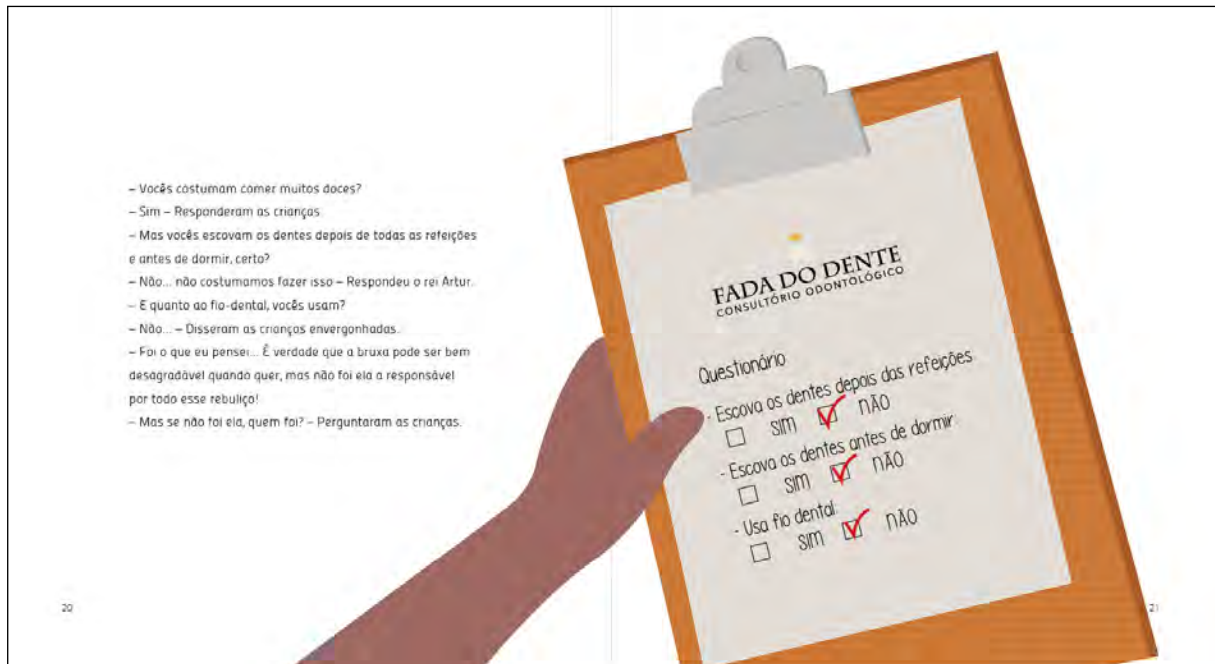 – Vocês costumam comer muitos doces?
– Sim – Responderam as crianças.
– Mas vocês escovam os dentes depois de todas as refeições
e antes de dormir, certo?
– Não... não costumamos fazer isso – Respondeu o rei Artur.
– E quanto ao fio-dental, vocês usam?
– Não... – Disseram as crianças envergonhadas.
– Foi o que eu pensei... É verdade que a bruxa pode ser bem
desagradável quando quer, mas não foi ela a responsável
por todo esse rebuliço!
– Mas se não foi ela, quem foi? – Perguntaram as crianças.
20
FADA DO DENTE
CONSULTÓRIO ODONTOLÓGICO
Questionário
- Escova os dentes depois das refeições
SIM NÃO
- Escova os dentes antes de dormir
SIM NÃO
- Usa fio dental:
SIM NÃO
21